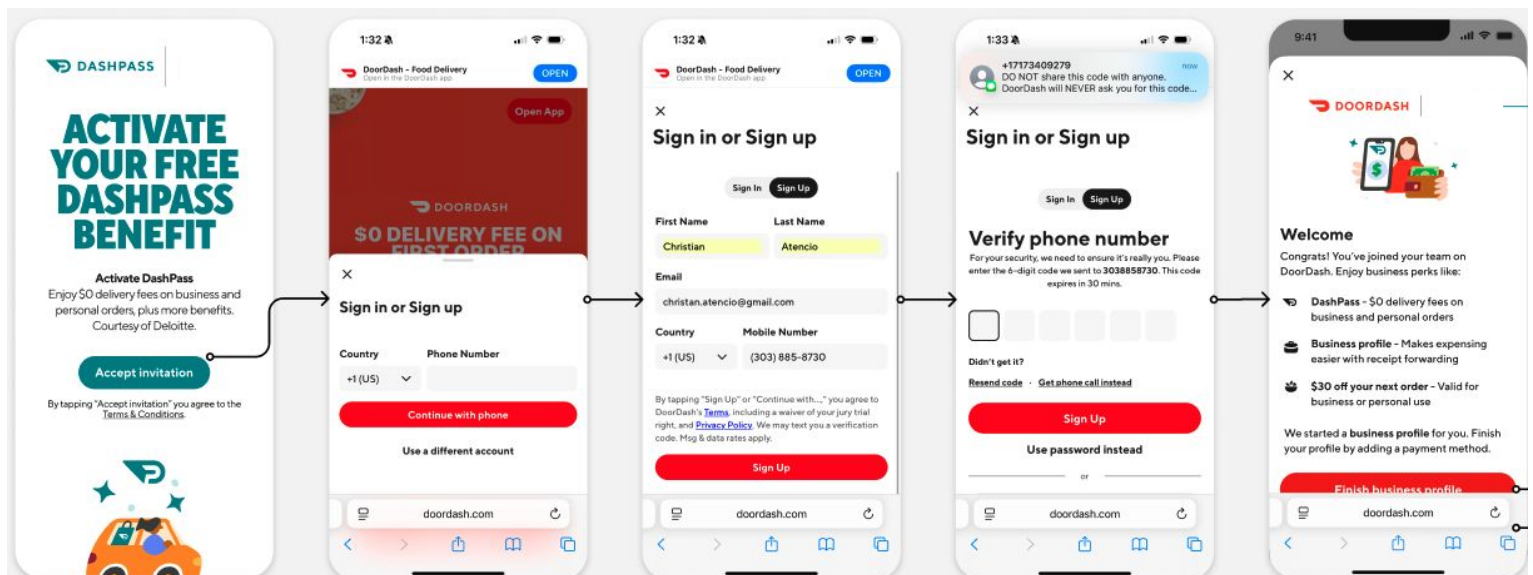 DASHPASS
ACTIVATE
YOUR FREE
DASHPASS
BENEFIT
Activate DashPass
Enjoy $0 delivery fees on business and
personal orders, plus more benefits.
Courtesy of Deloitte.
Accept invitation
By tapping "Accept invitation" you agree to the
Terms & Conditions.
1:32
DoorDash - Food Delivery
Open in the DoorDash app
OPEN
Open App
DOORDASH
$0 DELIVERY FEE ON
FIRST ORDER
Sign in or Sign up
Country
Phone Number
+1 (US)
Continue with phone
Use a different account
doordash.com
1:32
DoorDash - Food Delivery
Open in the DoorDash app
OPEN
Sign in or Sign up
Sign In
Sign Up
First Name
Last Name
Christian
Atencio
Email
christan.atencio@gmail.com
Country
Mobile Number
+1 (US)
(303) 885-8730
By tapping "Sign Up" or "Continue with...," you agree to
DoorDash's Terms, including a waiver of your jury trial
right, and Privacy Policy. We may text you a verification
code. Msg & data rates apply.
Sign Up
doordash.com
1:33
+17173409279
now
DO NOT share this code with anyone.
DoorDash will NEVER ask you for this code...
Sign in or Sign up
Sign In
Sign Up
Verify phone number
For your security, we need to ensure it's really you. Please
enter the 6-digit code we sent to 3038858730. This code
expires in 30 mins.
Didn't get it?
Resend code · Get phone call instead
Sign Up
Use password instead
or
doordash.com
9:41
DOORDASH
$
Welcome
Congrats! You've joined your team on
DoorDash. Enjoy business perks like:
DashPass - $0 delivery fees on
business and personal orders
Business profile - Makes expensing
easier with receipt forwarding
$30 off your next order - Valid for
business or personal use
We started a business profile for you. Finish
your profile by adding a payment method.
Finish business profile
doordash.com